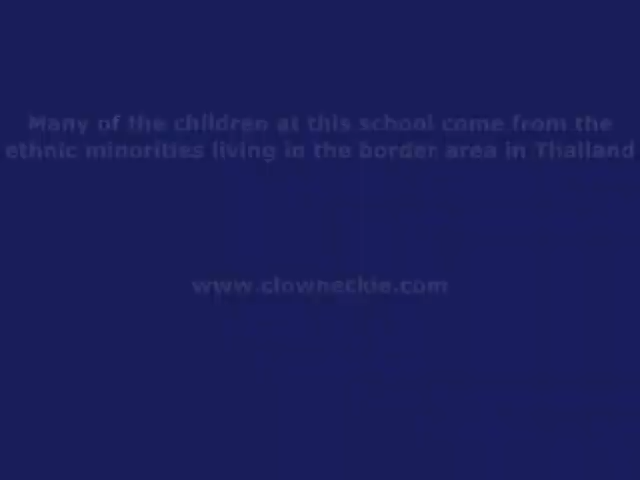 Many of the children at this school come from the
ethnic minorities living in the border area in Thailand
www.clowneckie.com